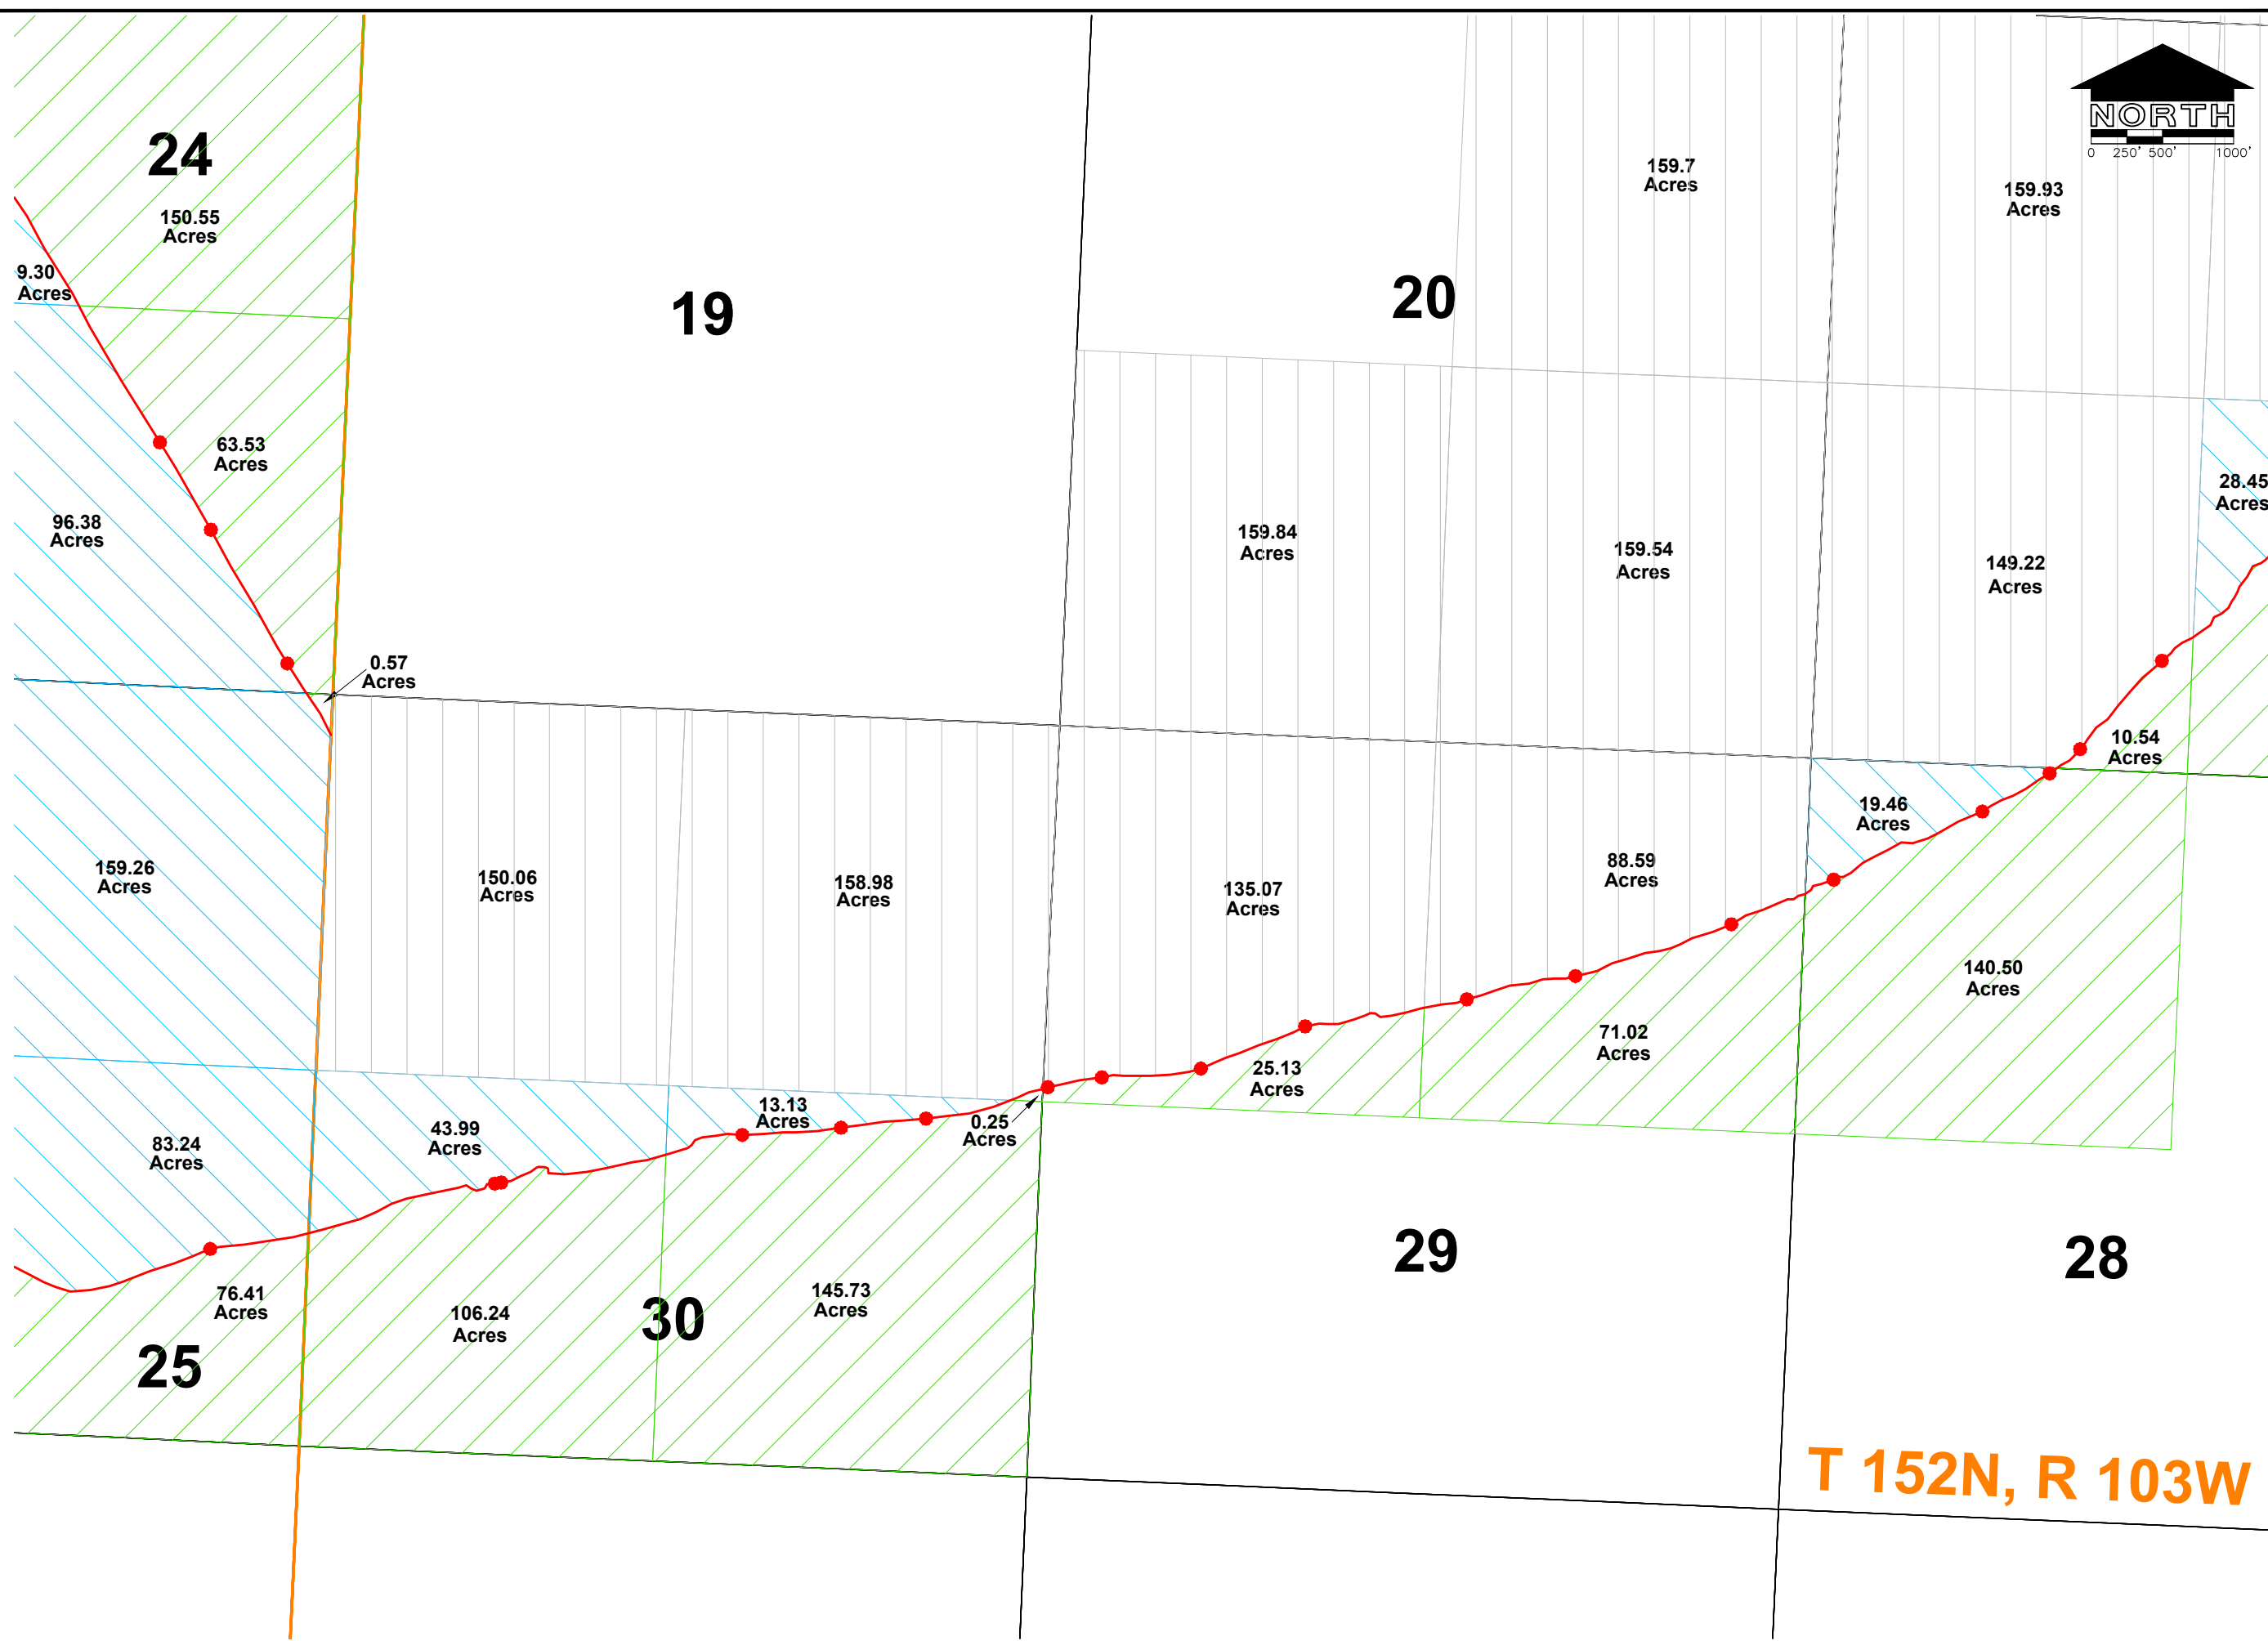 24
150.55
Acres
9.30
Acres
19
20
159.7
Acres
159.93
Acres
NORTH
0 250' 500' 1000'
63.53
Acres
96.38
Acres
159.84
Acres
159.54
Acres
149.22
Acres
28.45
Acres
0.57
Acres
10.54
Acres
19.46
Acres
159.26
Acres
150.06
Acres
158.98
Acres
135.07
Acres
88.59
Acres
140.50
Acres
71.02
Acres
25.13
Acres
13.13
Acres
0.25
Acres
43.99
Acres
83.24
Acres
76.41
Acres
106.24
Acres
145.73
Acres
25
30
29
28
T 152N, R 103W